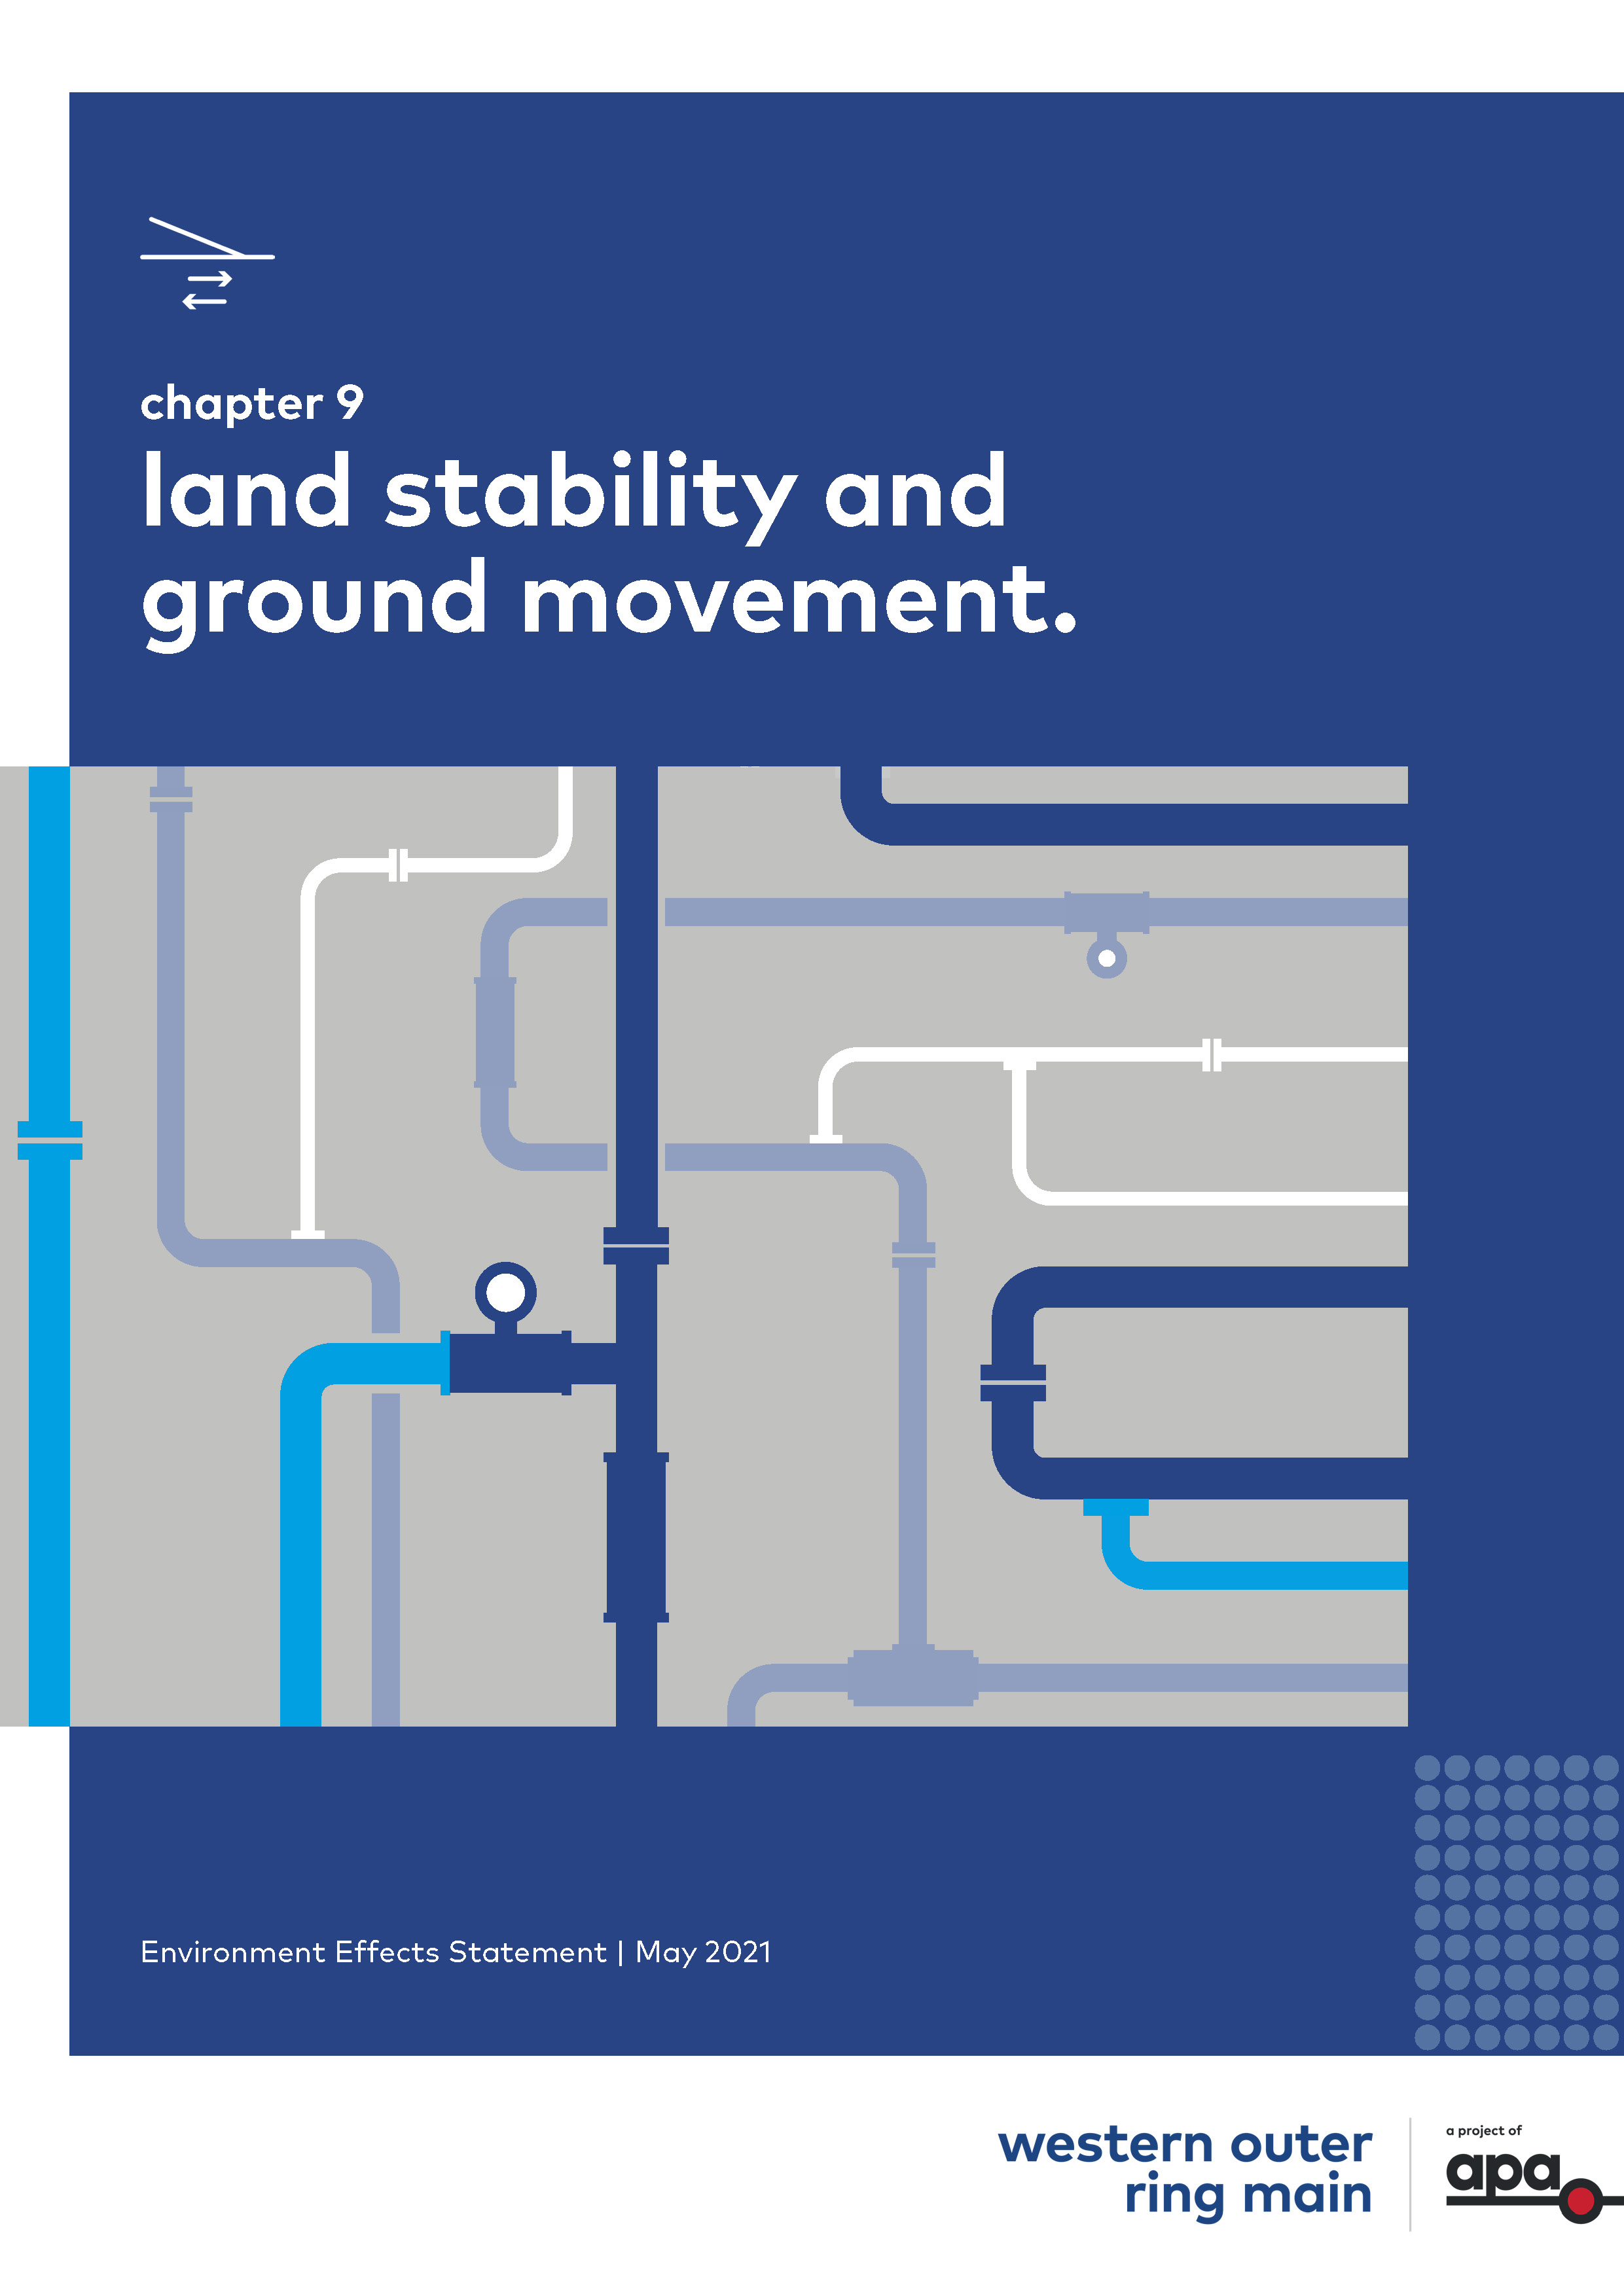 chapter 9
land stability and
ground movement.
Environment Effects Statement | May 2021
western outer
ring main
a project of
apa